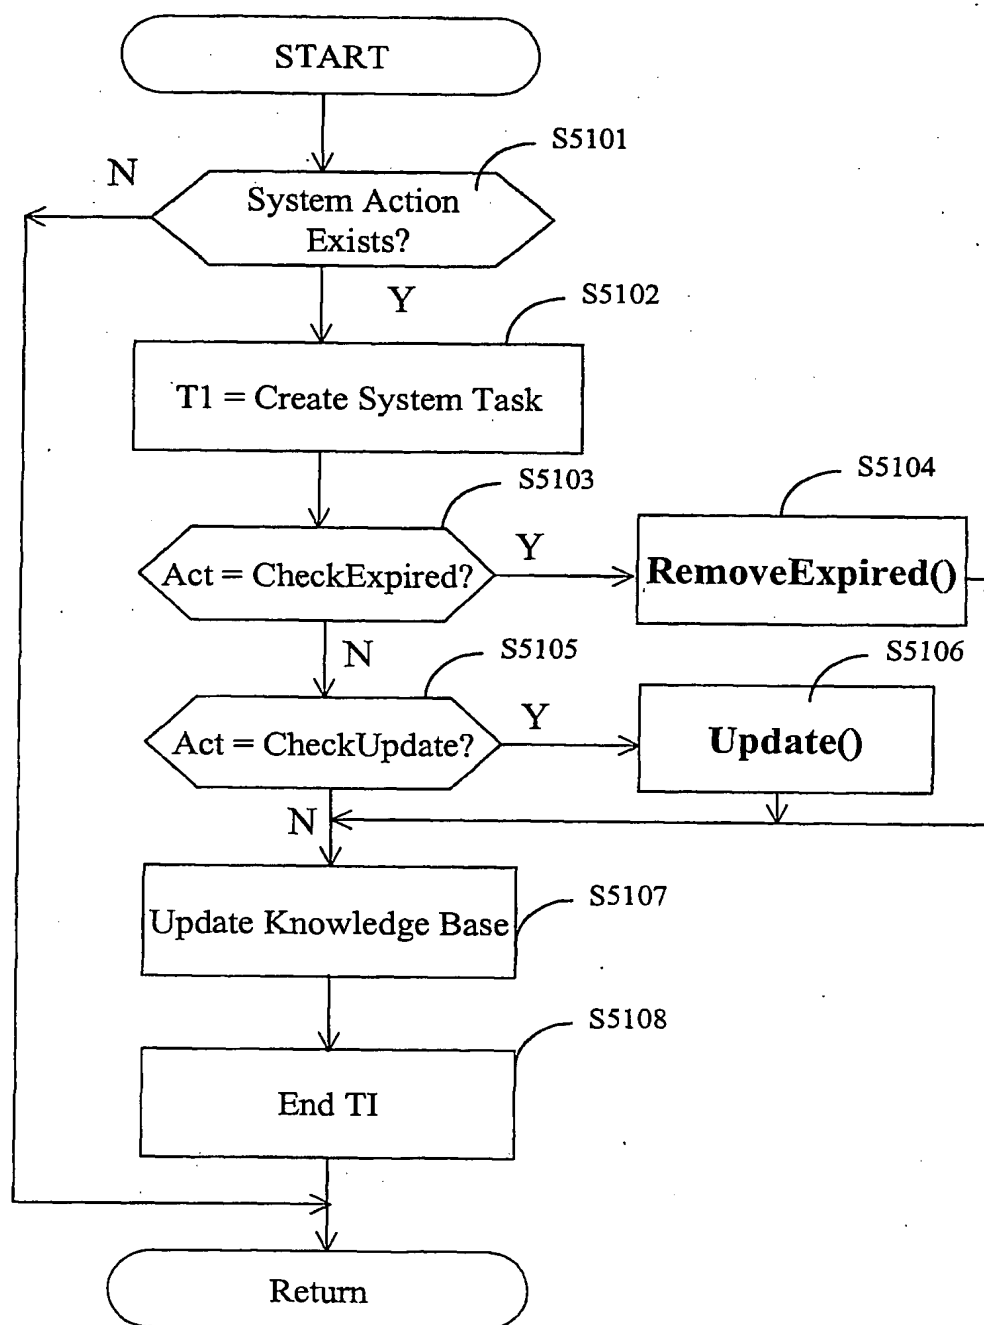 START
S5101
N
System Action
Exists?
Y
S5102
T1 = Create System Task
S5103
S5104
Act = CheckExpired?
Y
RemoveExpired()
N
S5105
S5106
Act = CheckUpdate?
Y
Update()
N
Update Knowledge Base
S5107
S5108
End TI
Return